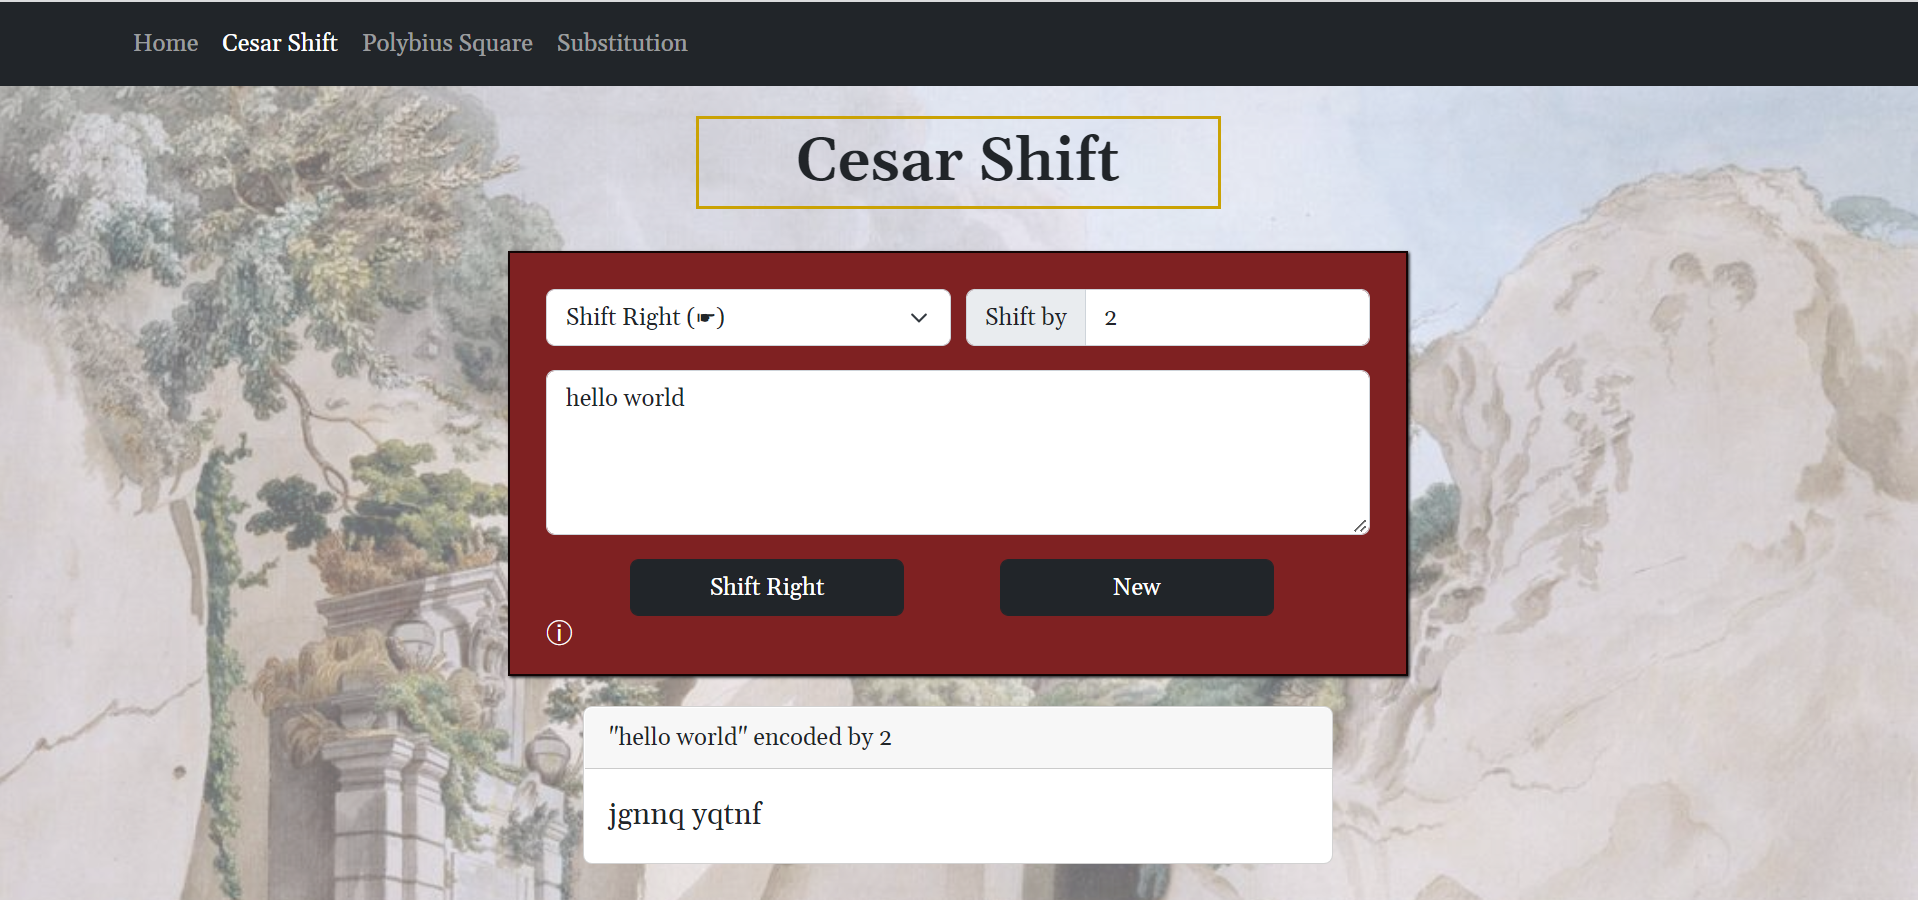 Home Cesar Shift Polybius Square Substitution
Cesar Shift
Shift Right (☛) Shift by 2
hello world
Shift Right New
ⓘ
"hello world" encoded by 2
jgnnq yqtnf